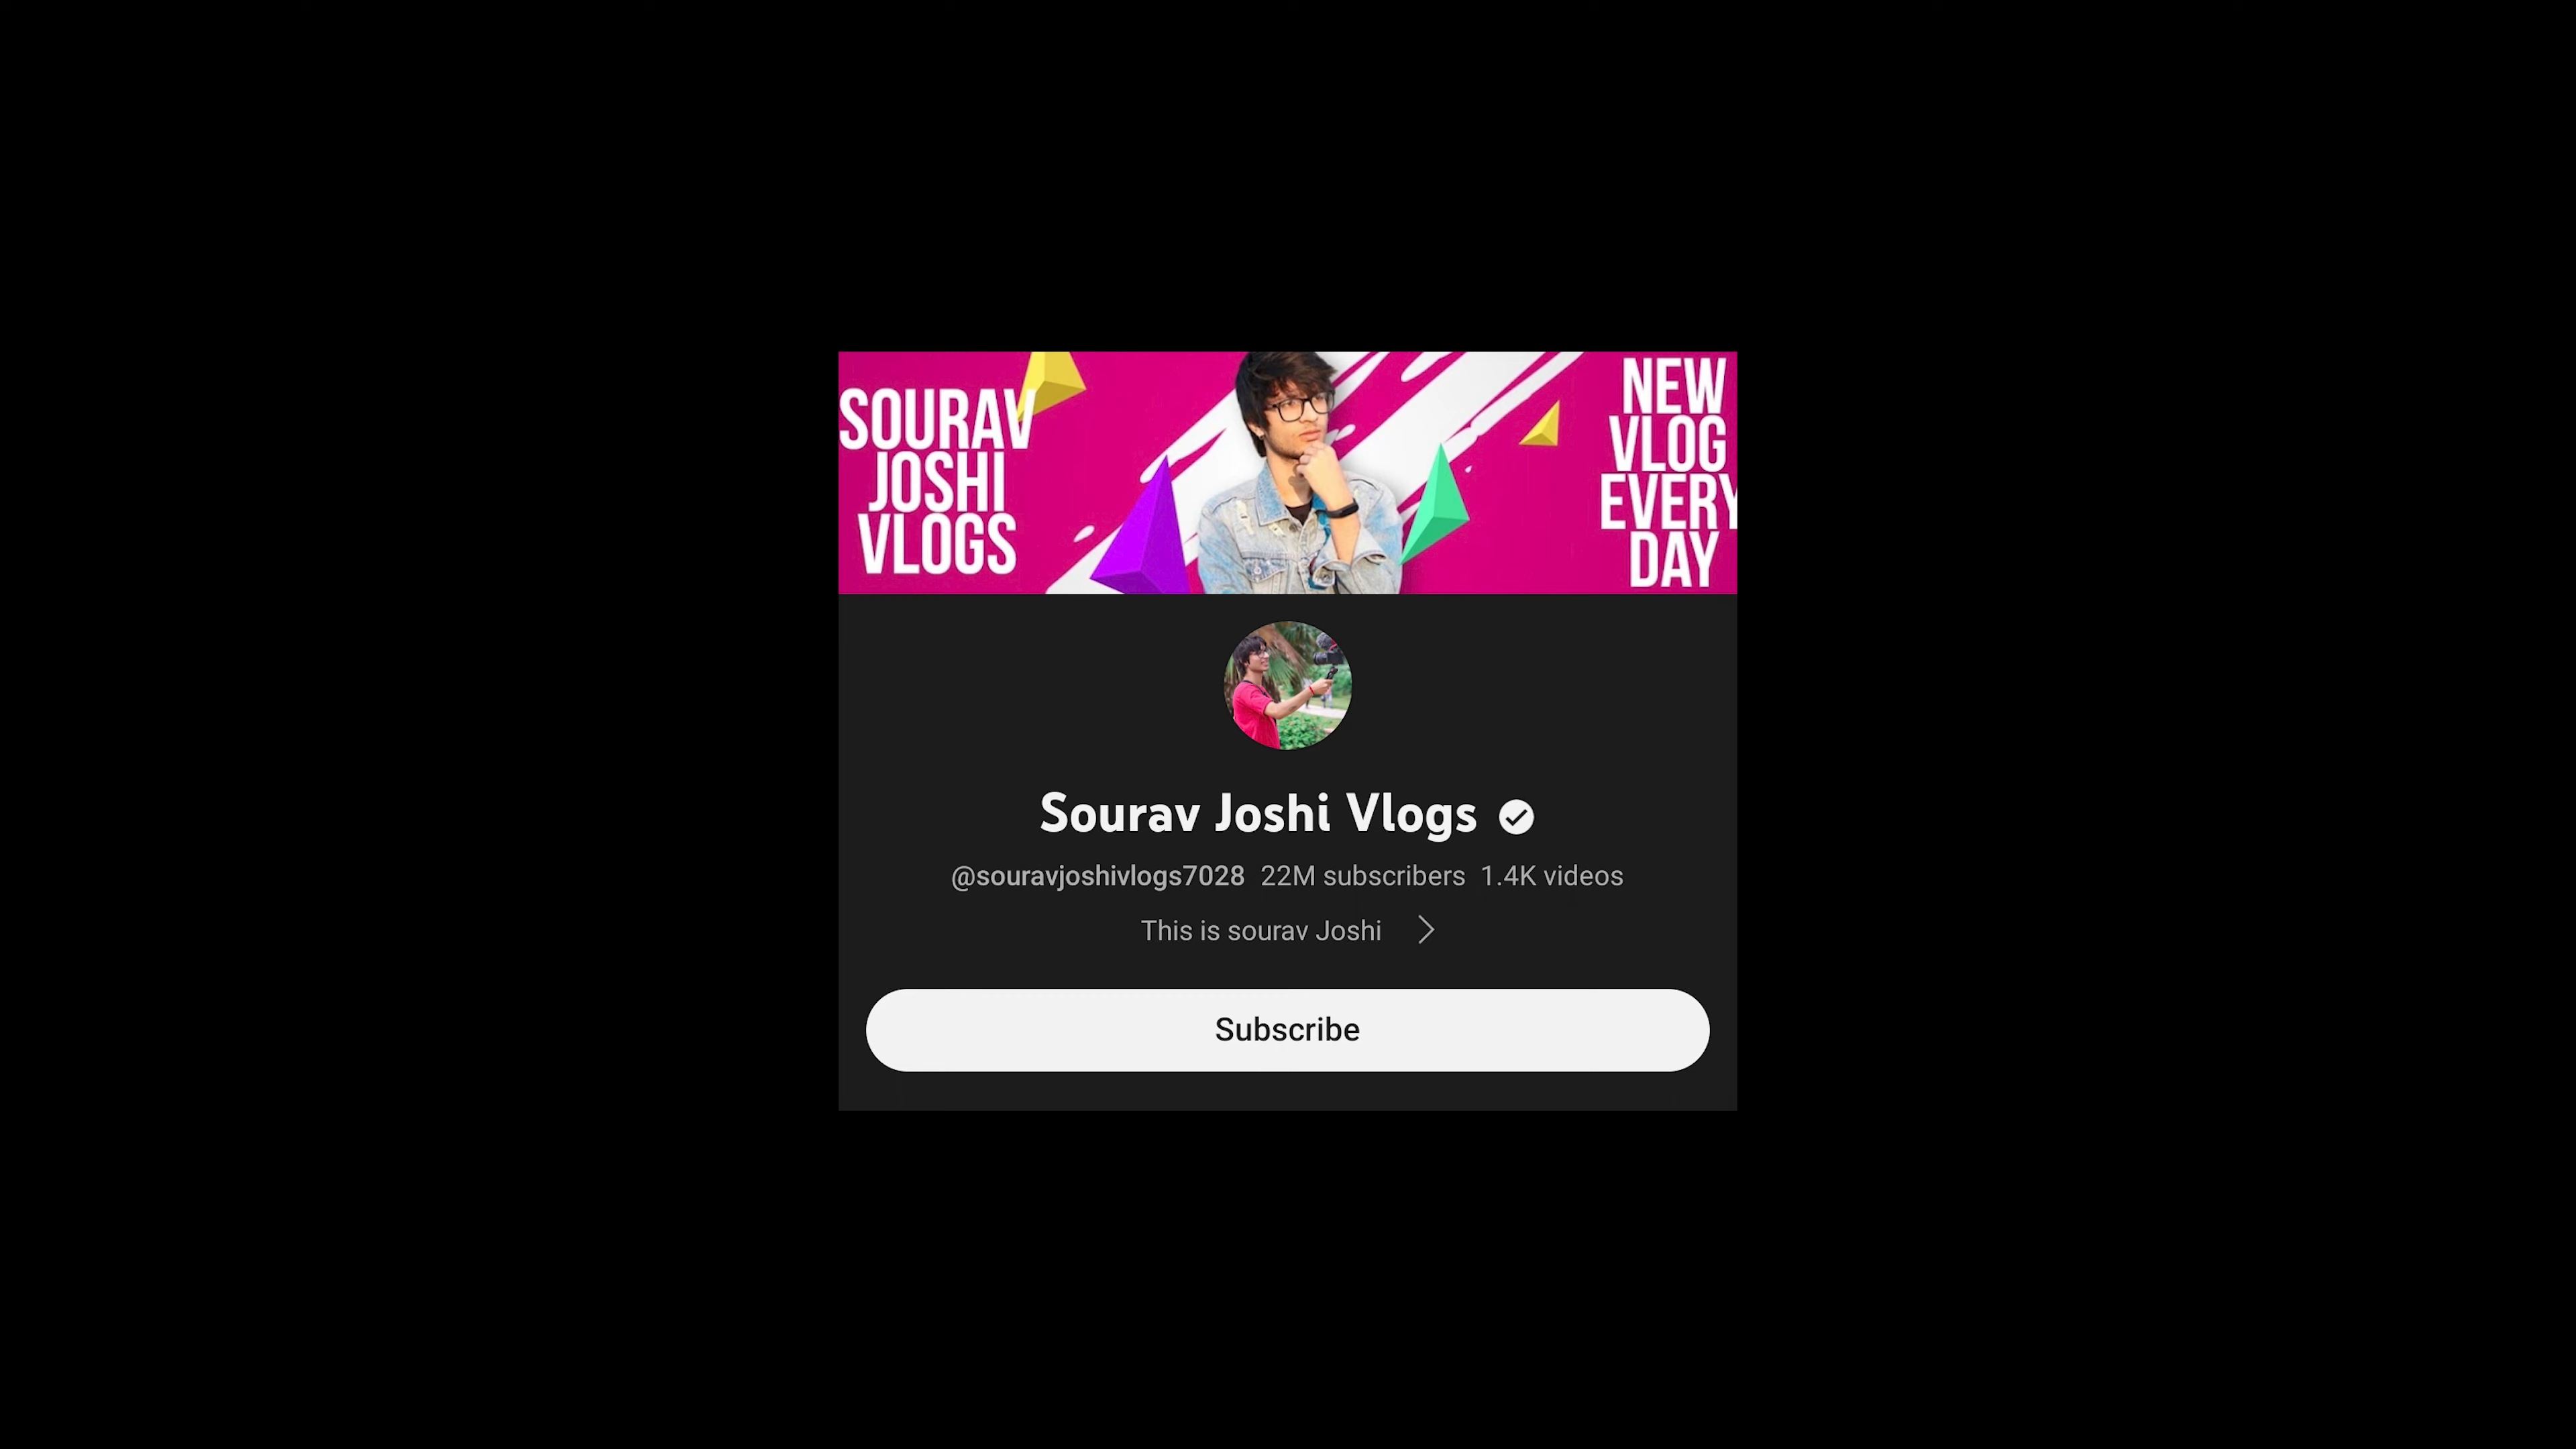 SOURAV
JOSHI
VLOGS
NEW
VLOG
EVERY
DAY
Sourav Joshi Vlogs
@souravjoshivlogs7028 22M subscribers 1.4K videos
This is sourav Joshi
Subscribe